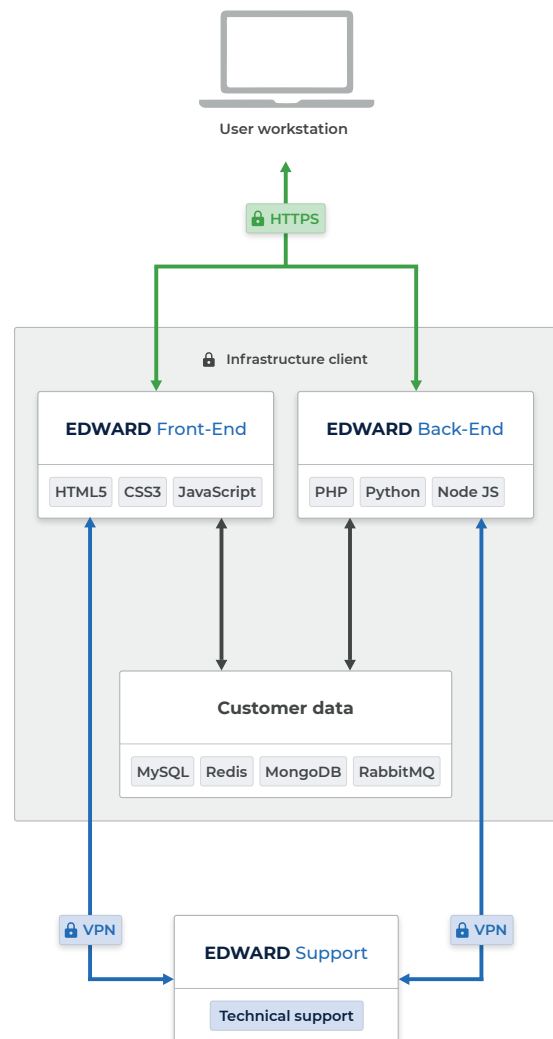 User workstation
HTTPS
Infrastructure client
EDWARD Front-End
EDWARD Back-End
HTML5 CSS3 JavaScript
PHP Python Node JS
Customer data
MySQL Redis MongoDB RabbitMQ
VPN
VPN
EDWARD Support
Technical support